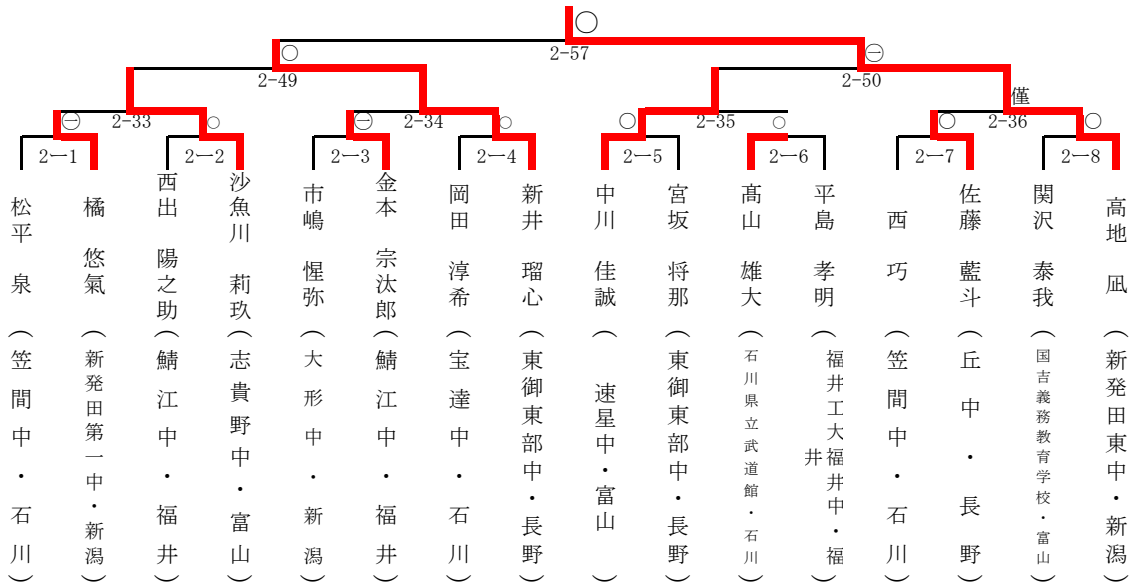 ○
2-57
○
㊀
2-49
2-50
僅
㊀
2-33
○
㊀
2-34
○
○
2-35
○
○
2-36
○
2ー1
2ー2
2ー3
2ー4
2ー5
2ー6
2ー7
2ー8
松平 泉(笠間中・石川)
橘 悠氣(新発田第一中・新潟)
西出 陽之助(鯖江中・福井)
沙魚川 莉玖(志貴野中・富山)
市嶋 惺弥(大形中・新潟)
金本 宗汰郎(鯖江中・福井)
岡田 淳希(宝達中・石川)
新井 瑠心(東御東部中・長野)
中川 佳誠(速星中・富山)
宮坂 将那(東御東部中・長野)
髙山 雄大(石川県立武道館・石川)
平島 孝明(福井工大福井中・福井)
西 巧(笠間中・石川)
佐藤 藍斗(丘中・長野)
関沢 泰我(国吉義務教育学校・富山)
高地 凪(新発田東中・新潟)